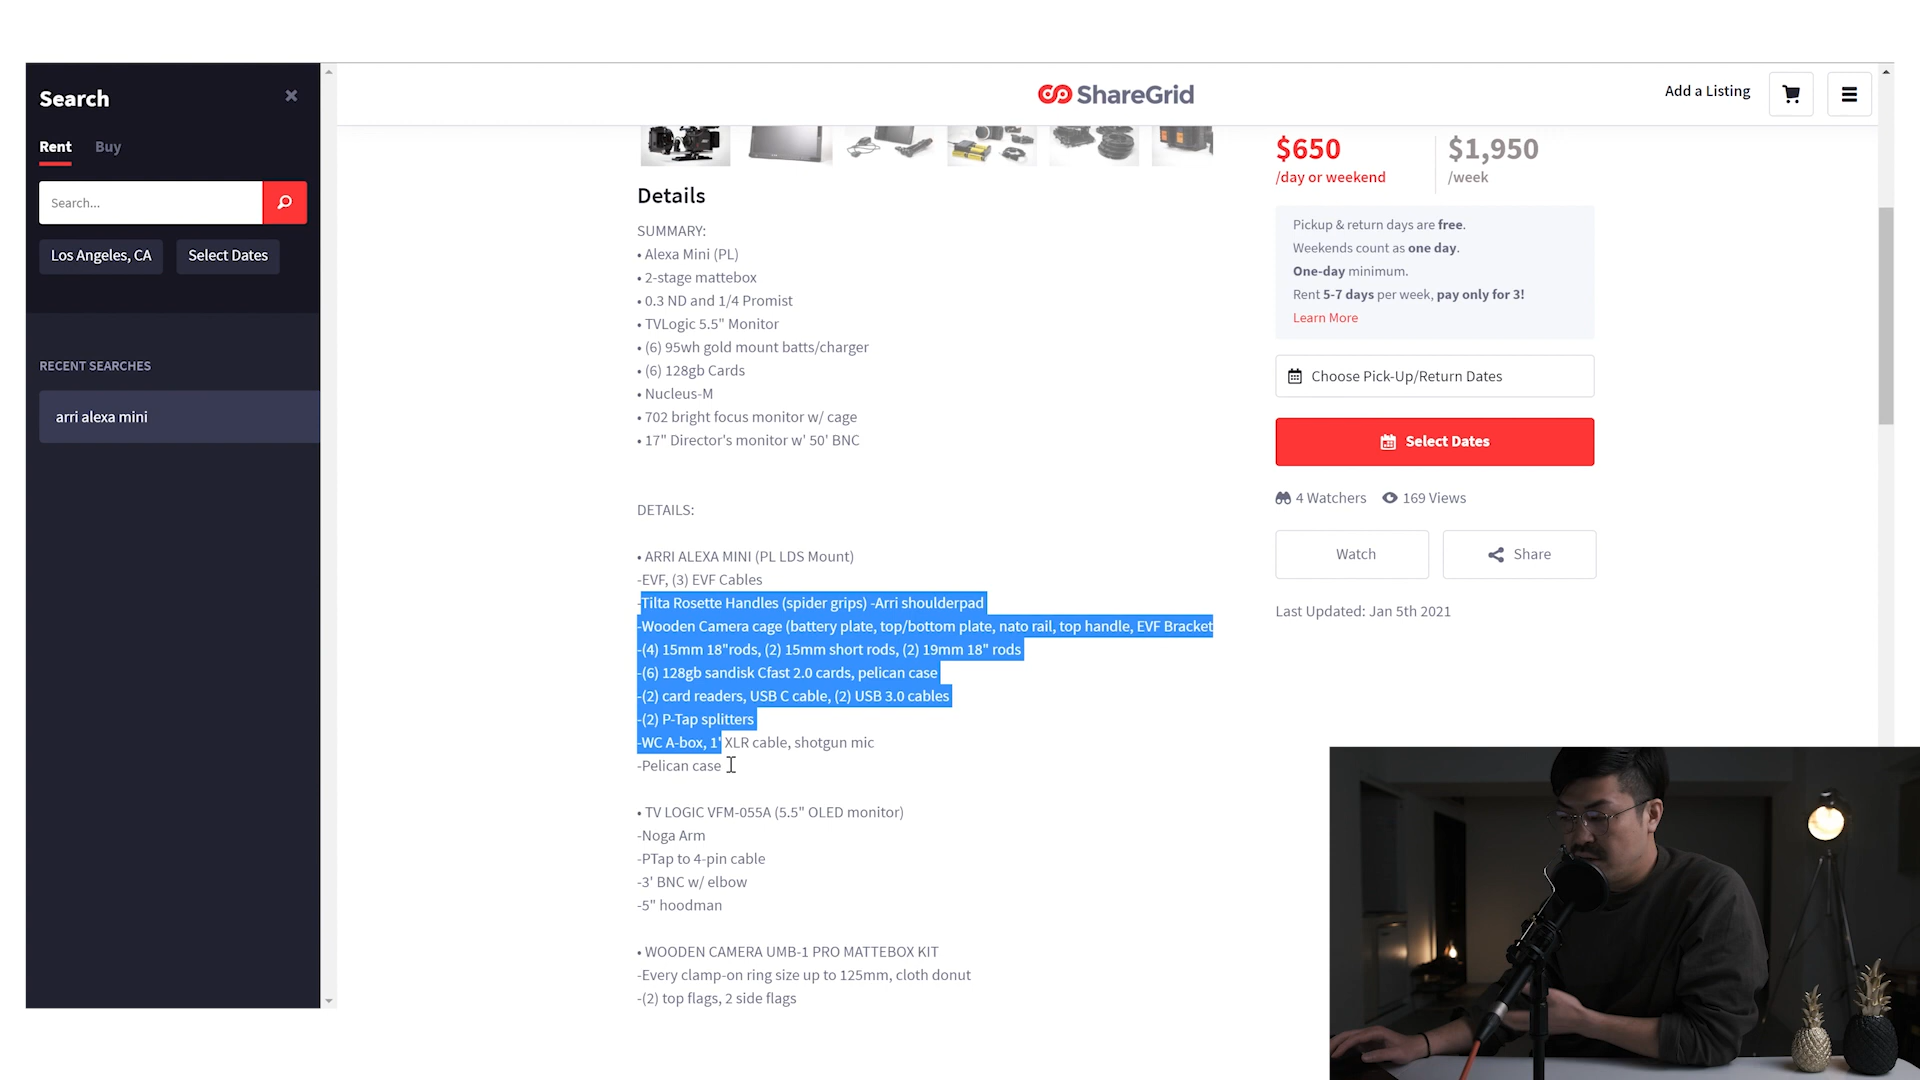 Search
Rent
Buy
Search...
Los Angeles, CA
Select Dates
RECENT SEARCHES
arri alexa mini
ShareGrid
Add a Listing
Details
SUMMARY:
• Alexa Mini (PL)
• 2-stage mattebox
• 0.3 ND and 1/4 Promist
• TVLogic 5.5" Monitor
• (6) 95wh gold mount batts/charger
• (6) 128gb Cards
• Nucleus-M
• 702 bright focus monitor w/ cage
• 17" Director's monitor w' 50' BNC
DETAILS:
• ARRI ALEXA MINI (PL LDS Mount)
-EVF, (3) EVF Cables
-Tilta Rosette Handles (spider grips) -Arri shoulderpad
-Wooden Camera cage (battery plate, top/bottom plate, nato rail, top handle, EVF Bracket
-(4) 15mm 18"rods, (2) 15mm short rods, (2) 19mm 18" rods
-(6) 128gb sandisk Cfast 2.0 cards, pelican case
-(2) card readers, USB C cable, (2) USB 3.0 cables
-(2) P-Tap splitters
-WC A-box, 1' XLR cable, shotgun mic
-Pelican case
• TV LOGIC VFM-055A (5.5" OLED monitor)
-Noga Arm
-PTap to 4-pin cable
-3' BNC w/ elbow
-5" hoodman
• WOODEN CAMERA UMB-1 PRO MATTEBOX KIT
-Every clamp-on ring size up to 125mm, cloth donut
-(2) top flags, 2 side flags
$650
/day or weekend
$1,950
/week
Pickup & return days are free.
Weekends count as one day.
One-day minimum.
Rent 5-7 days per week, pay only for 3!
Learn More
Choose Pick-Up/Return Dates
Select Dates
4 Watchers
169 Views
Watch
Share
Last Updated: Jan 5th 2021